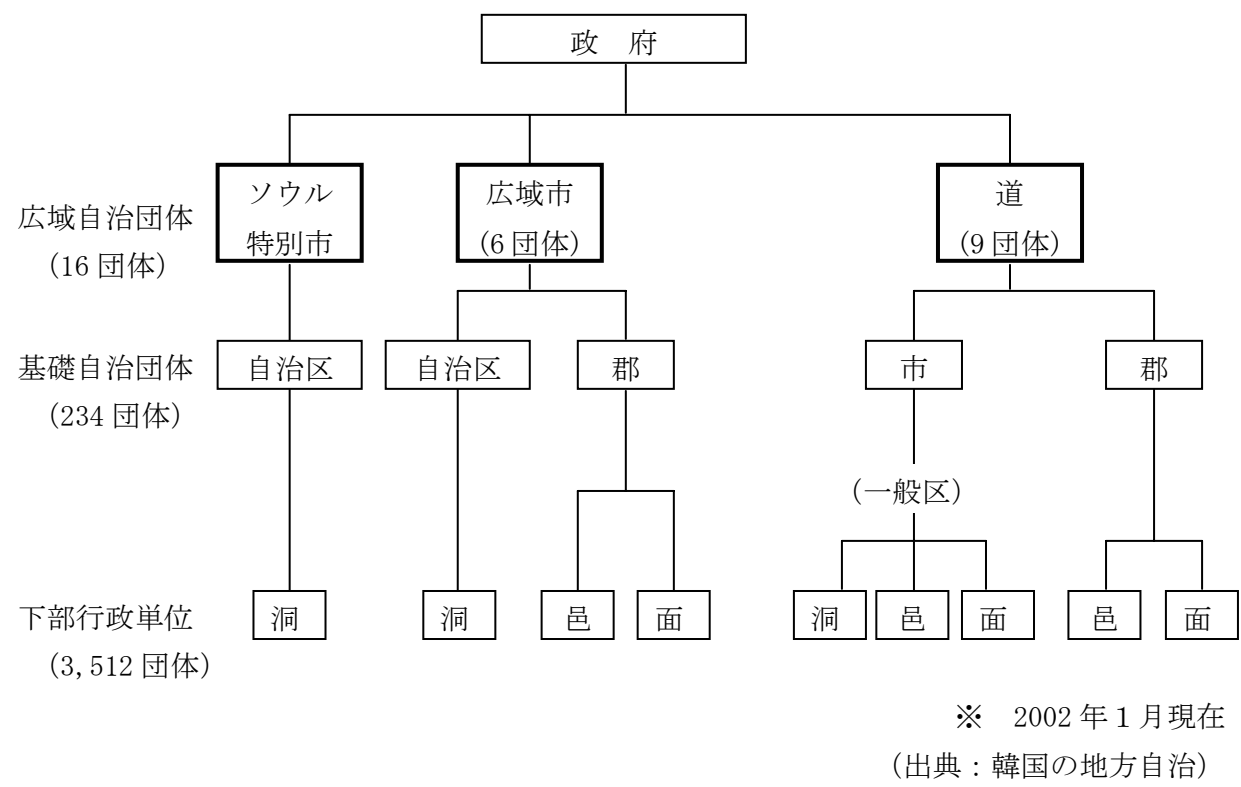 政　府
ソウル
特別市
広域市
(6 団体)
道
(9 団体)
広域自治団体
(16 団体)
自治区
自治区
郡
市
郡
基礎自治団体
(234 団体)
(一般区)
下部行政単位
(3,512 団体)
洞
洞
邑
面
洞
邑
面
邑
面
※　2002 年１月現在
(出典：韓国の地方自治)